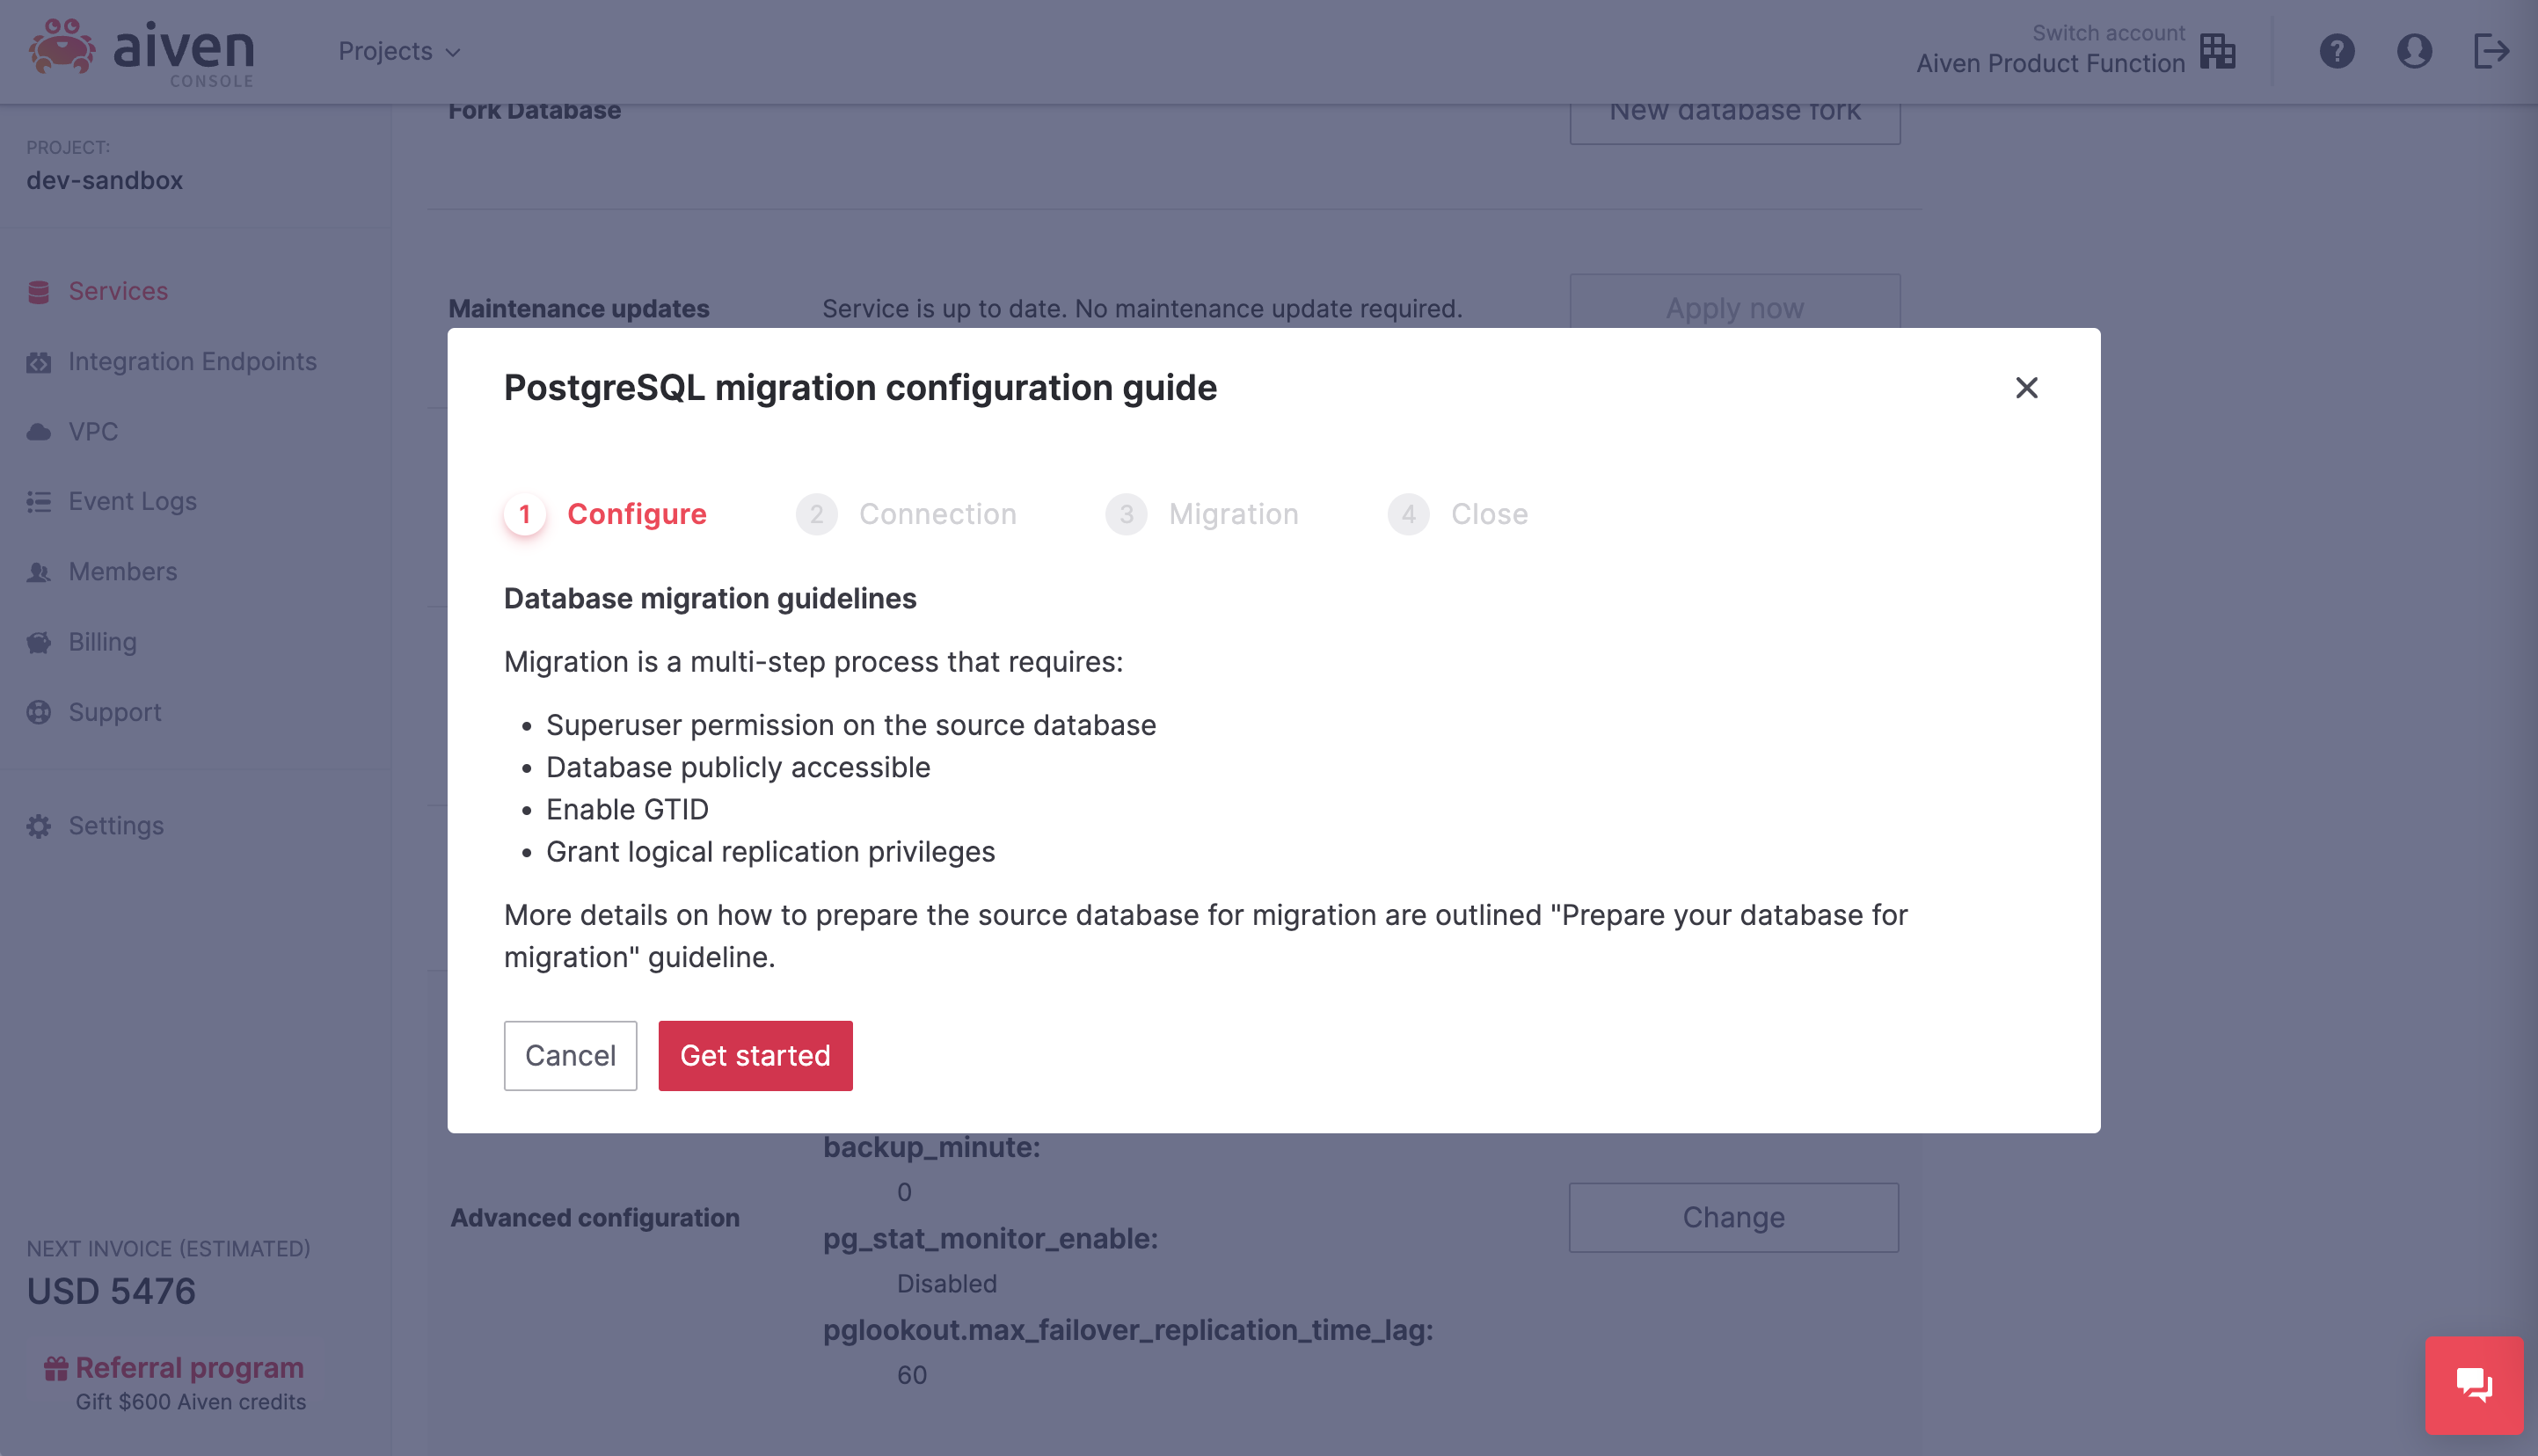 aiven
CONSOLE
Projects
Switch account
Aiven Product Function
PROJECT:
dev-sandbox
Services
Integration Endpoints
VPC
Event Logs
Members
Billing
Support
Settings
NEXT INVOICE (ESTIMATED)
USD 5476
Referral program
Gift $600 Aiven credits
Fork Database
New database fork
Maintenance updates
Service is up to date. No maintenance update required.
Apply now
PostgreSQL migration configuration guide
1 Configure
2 Connection
3 Migration
4 Close
Database migration guidelines
Migration is a multi-step process that requires:
• Superuser permission on the source database
• Database publicly accessible
• Enable GTID
• Grant logical replication privileges
More details on how to prepare the source database for migration are outlined "Prepare your database for
migration" guideline.
Cancel
Get started
Advanced configuration
backup_minute:
0
pg_stat_monitor_enable:
Disabled
pglookout.max_failover_replication_time_lag:
60
Change